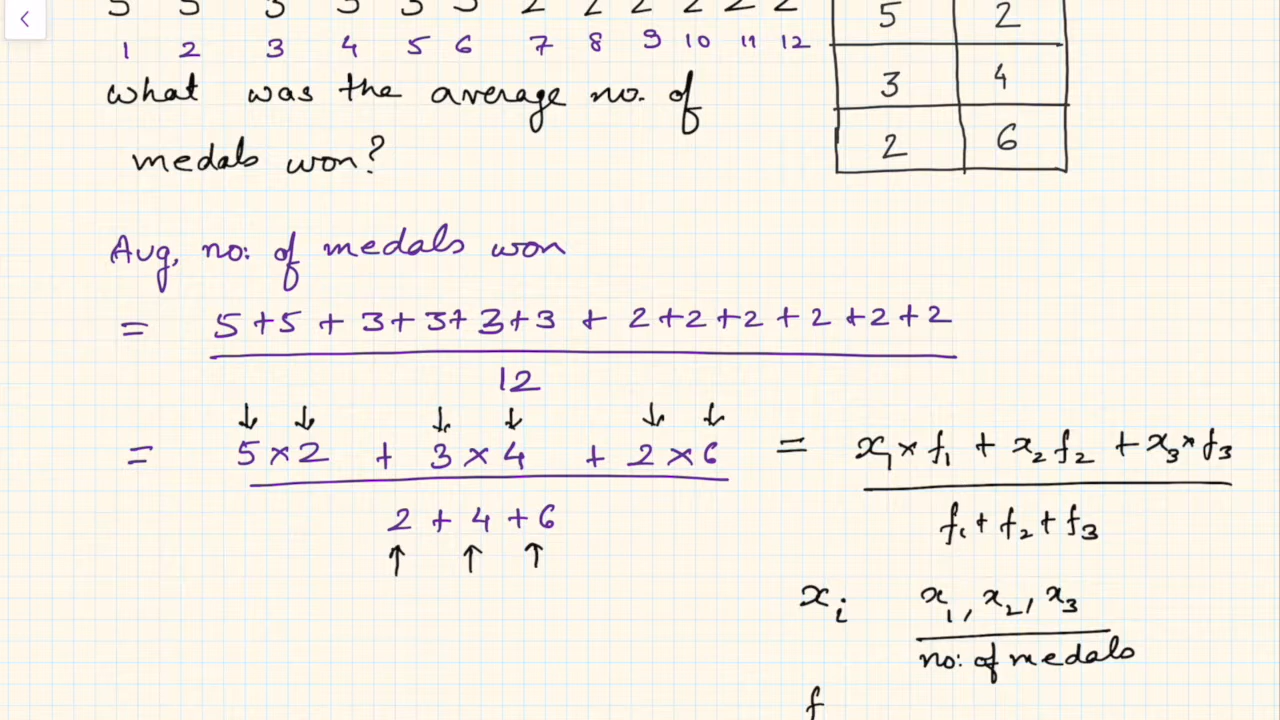 5 5 3 3 3 3 2 2 2 2 2 2
1 2 3 4 5 6 7 8 9 10 11 12
what was the average no. of
medals won?
5 2
3 4
2 6
Avg, no: of medals won
= 5+5 + 3+3+3+3 + 2+2+2+2+2+2
12
↓ ↓ ↓ ↓ ↓ ↓
= 5×2 + 3×4 + 2×6 = x₁×f₁ + x₂f₂ + x₃×f₃
2 + 4 + 6 f₁+f₂+f₃
↑ ↑ ↑
xᵢ x₁, x₂, x₃
no: of medals
f